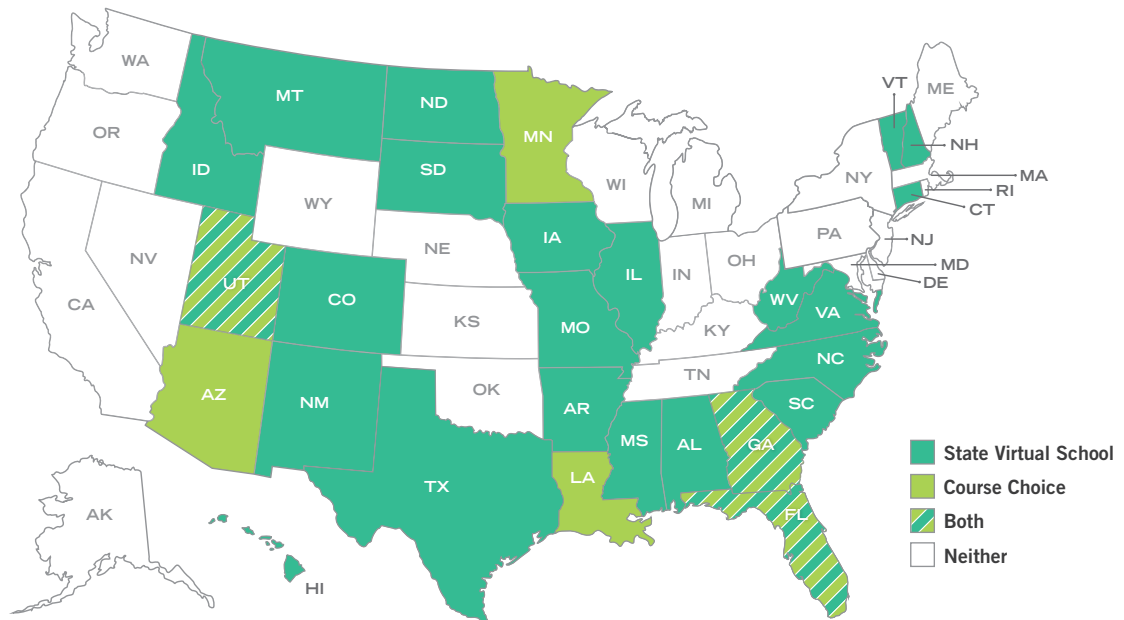 WA
OR
CA
NV
ID
MT
WY
UT
AZ
CO
NM
ND
SD
NE
KS
OK
TX
MN
IA
MO
AR
LA
WI
IL
MI
IN
OH
KY
TN
MS
AL
GA
FL
SC
NC
VA
WV
PA
NY
VT
ME
NH
MA
RI
CT
NJ
MD
DE
AK
HI
State Virtual School
Course Choice
Both
Neither